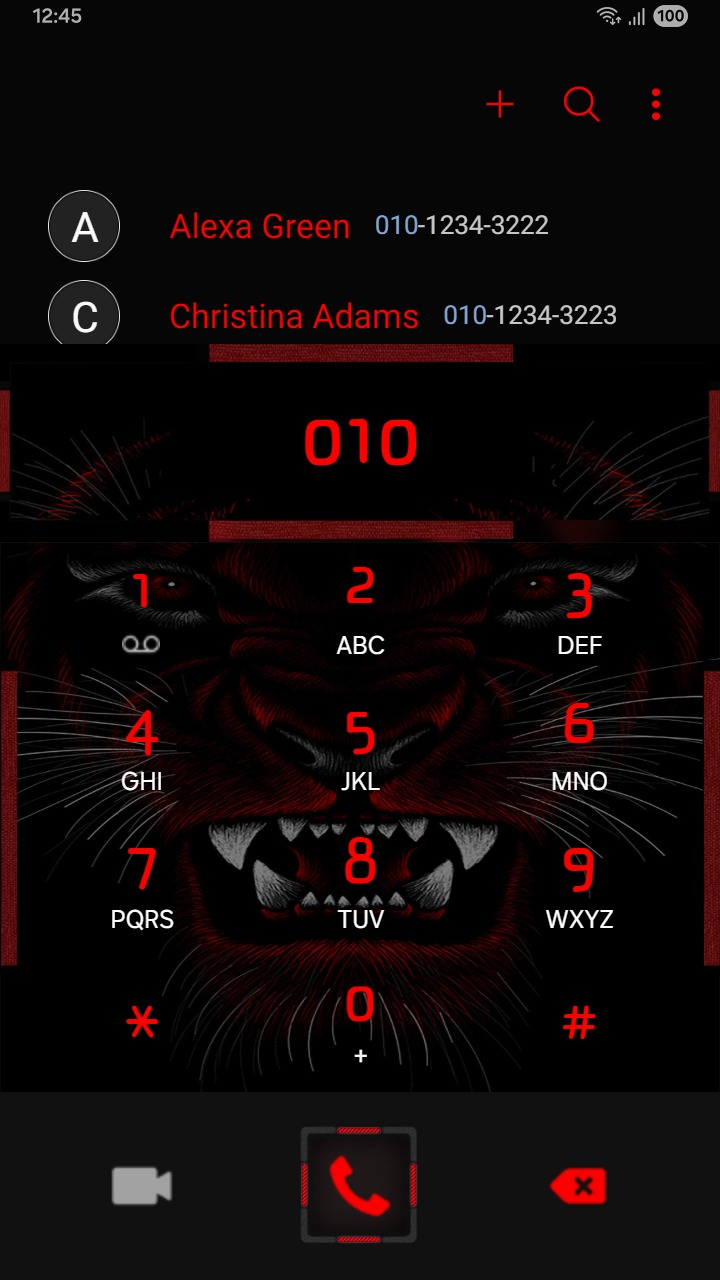 12:45 100
A Alexa Green 010-1234-3222
C Christina Adams 010-1234-3223
010
1 2 3
ABC DEF
4 5 6
GHI JKL MNO
7 8 9
PQRS TUV WXYZ
* 0 #
+